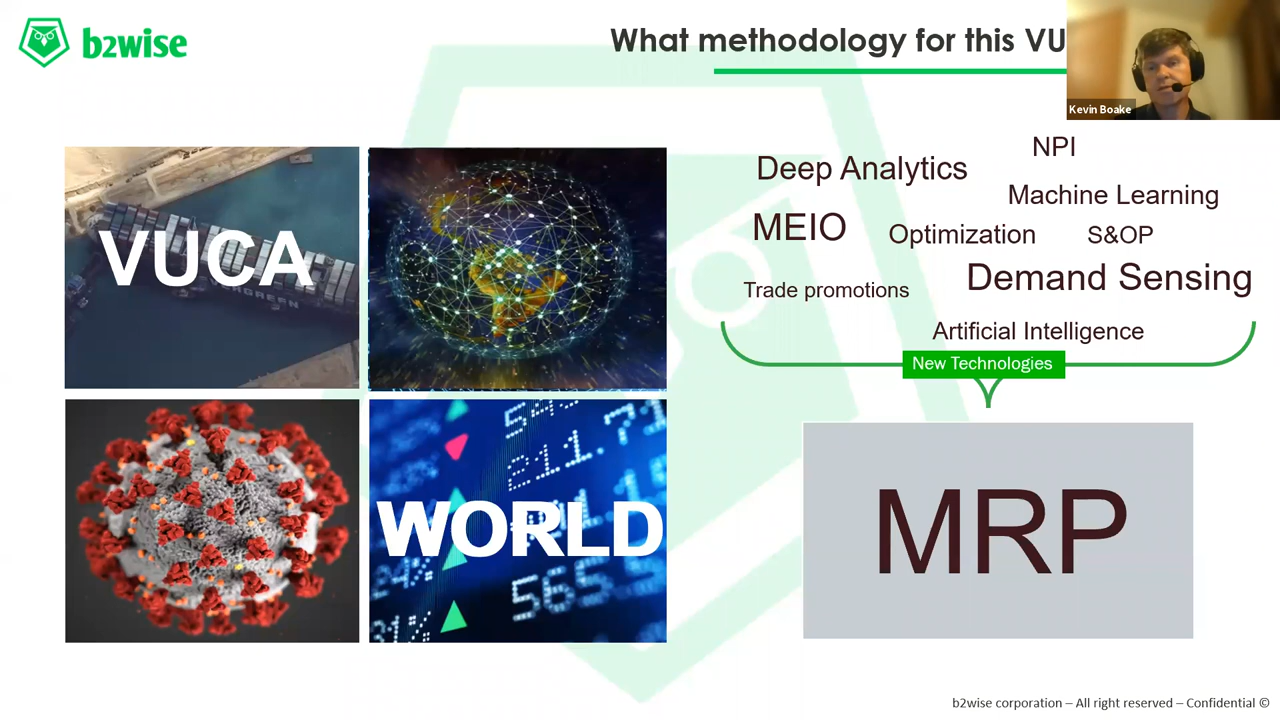 b2wise
What methodology for this VU
Kevin Boake
NPI
Deep Analytics
Machine Learning
MEIO
Optimization
S&OP
Demand Sensing
Trade promotions
Artificial Intelligence
New Technologies
VUCA
WORLD
MRP
b2wise corporation – All right reserved – Confidential ©